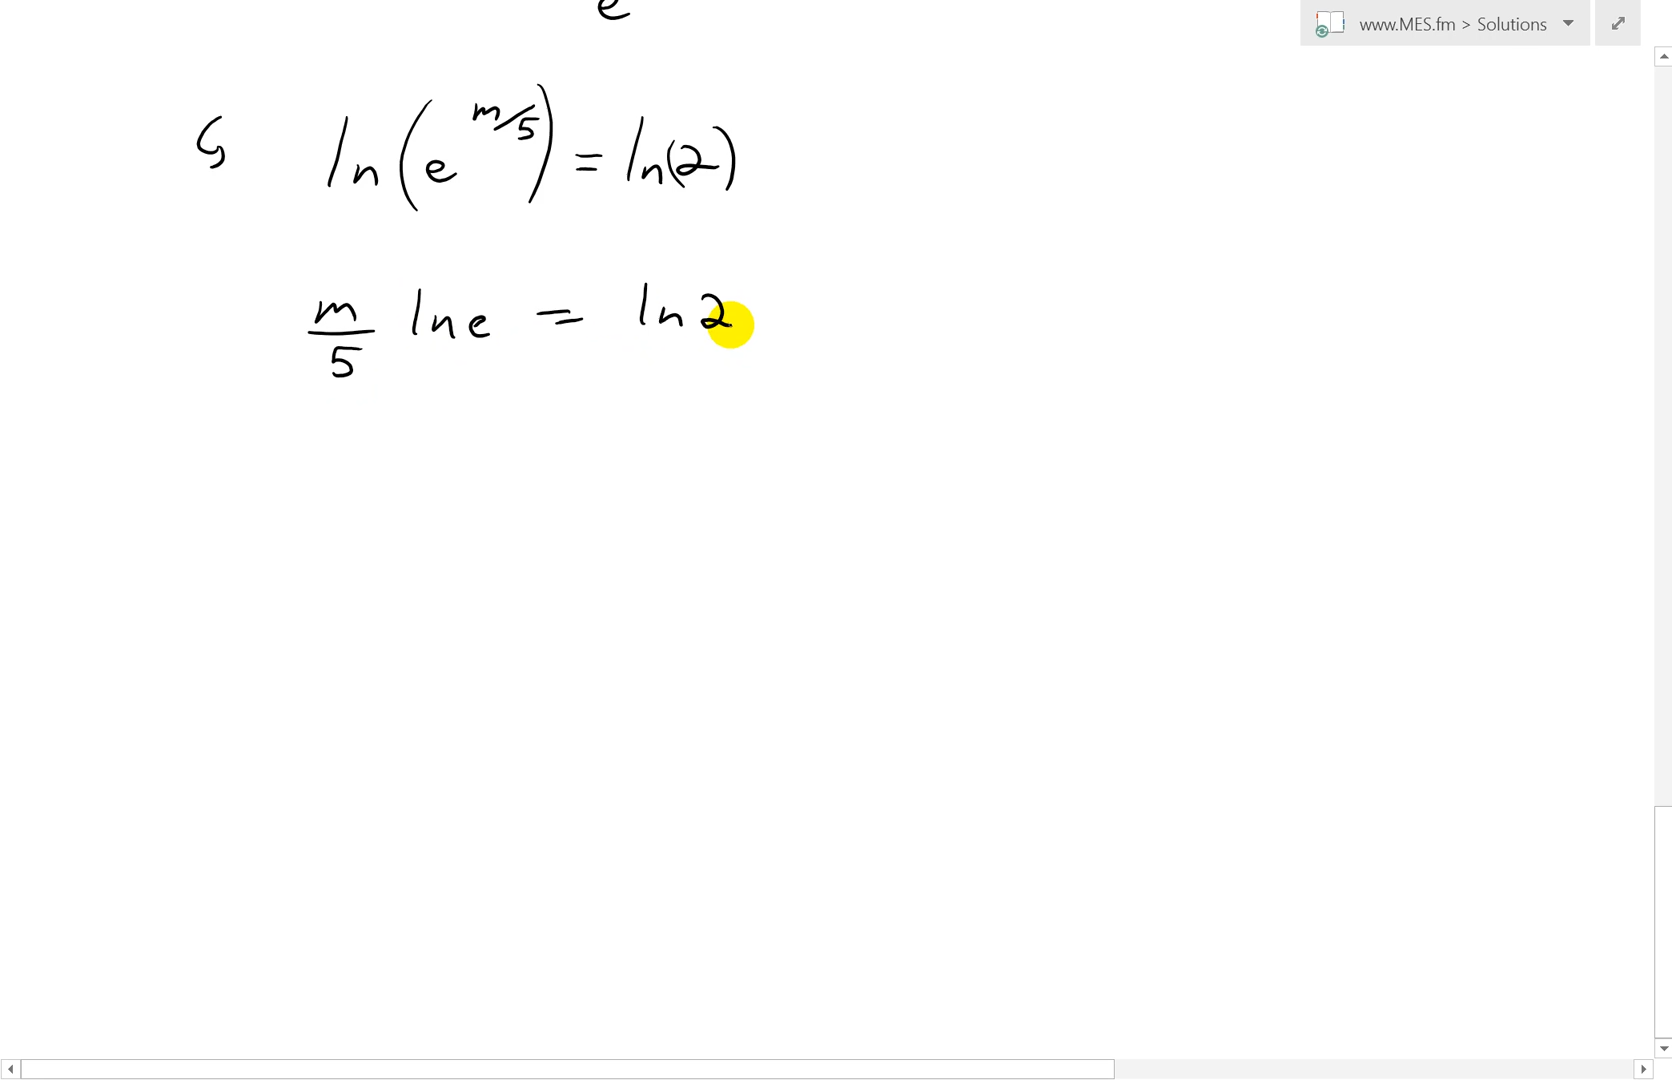 e
www.MES.fm > Solutions
ln(e^{m/5}) = ln(2)
m/5 ln e = ln 2